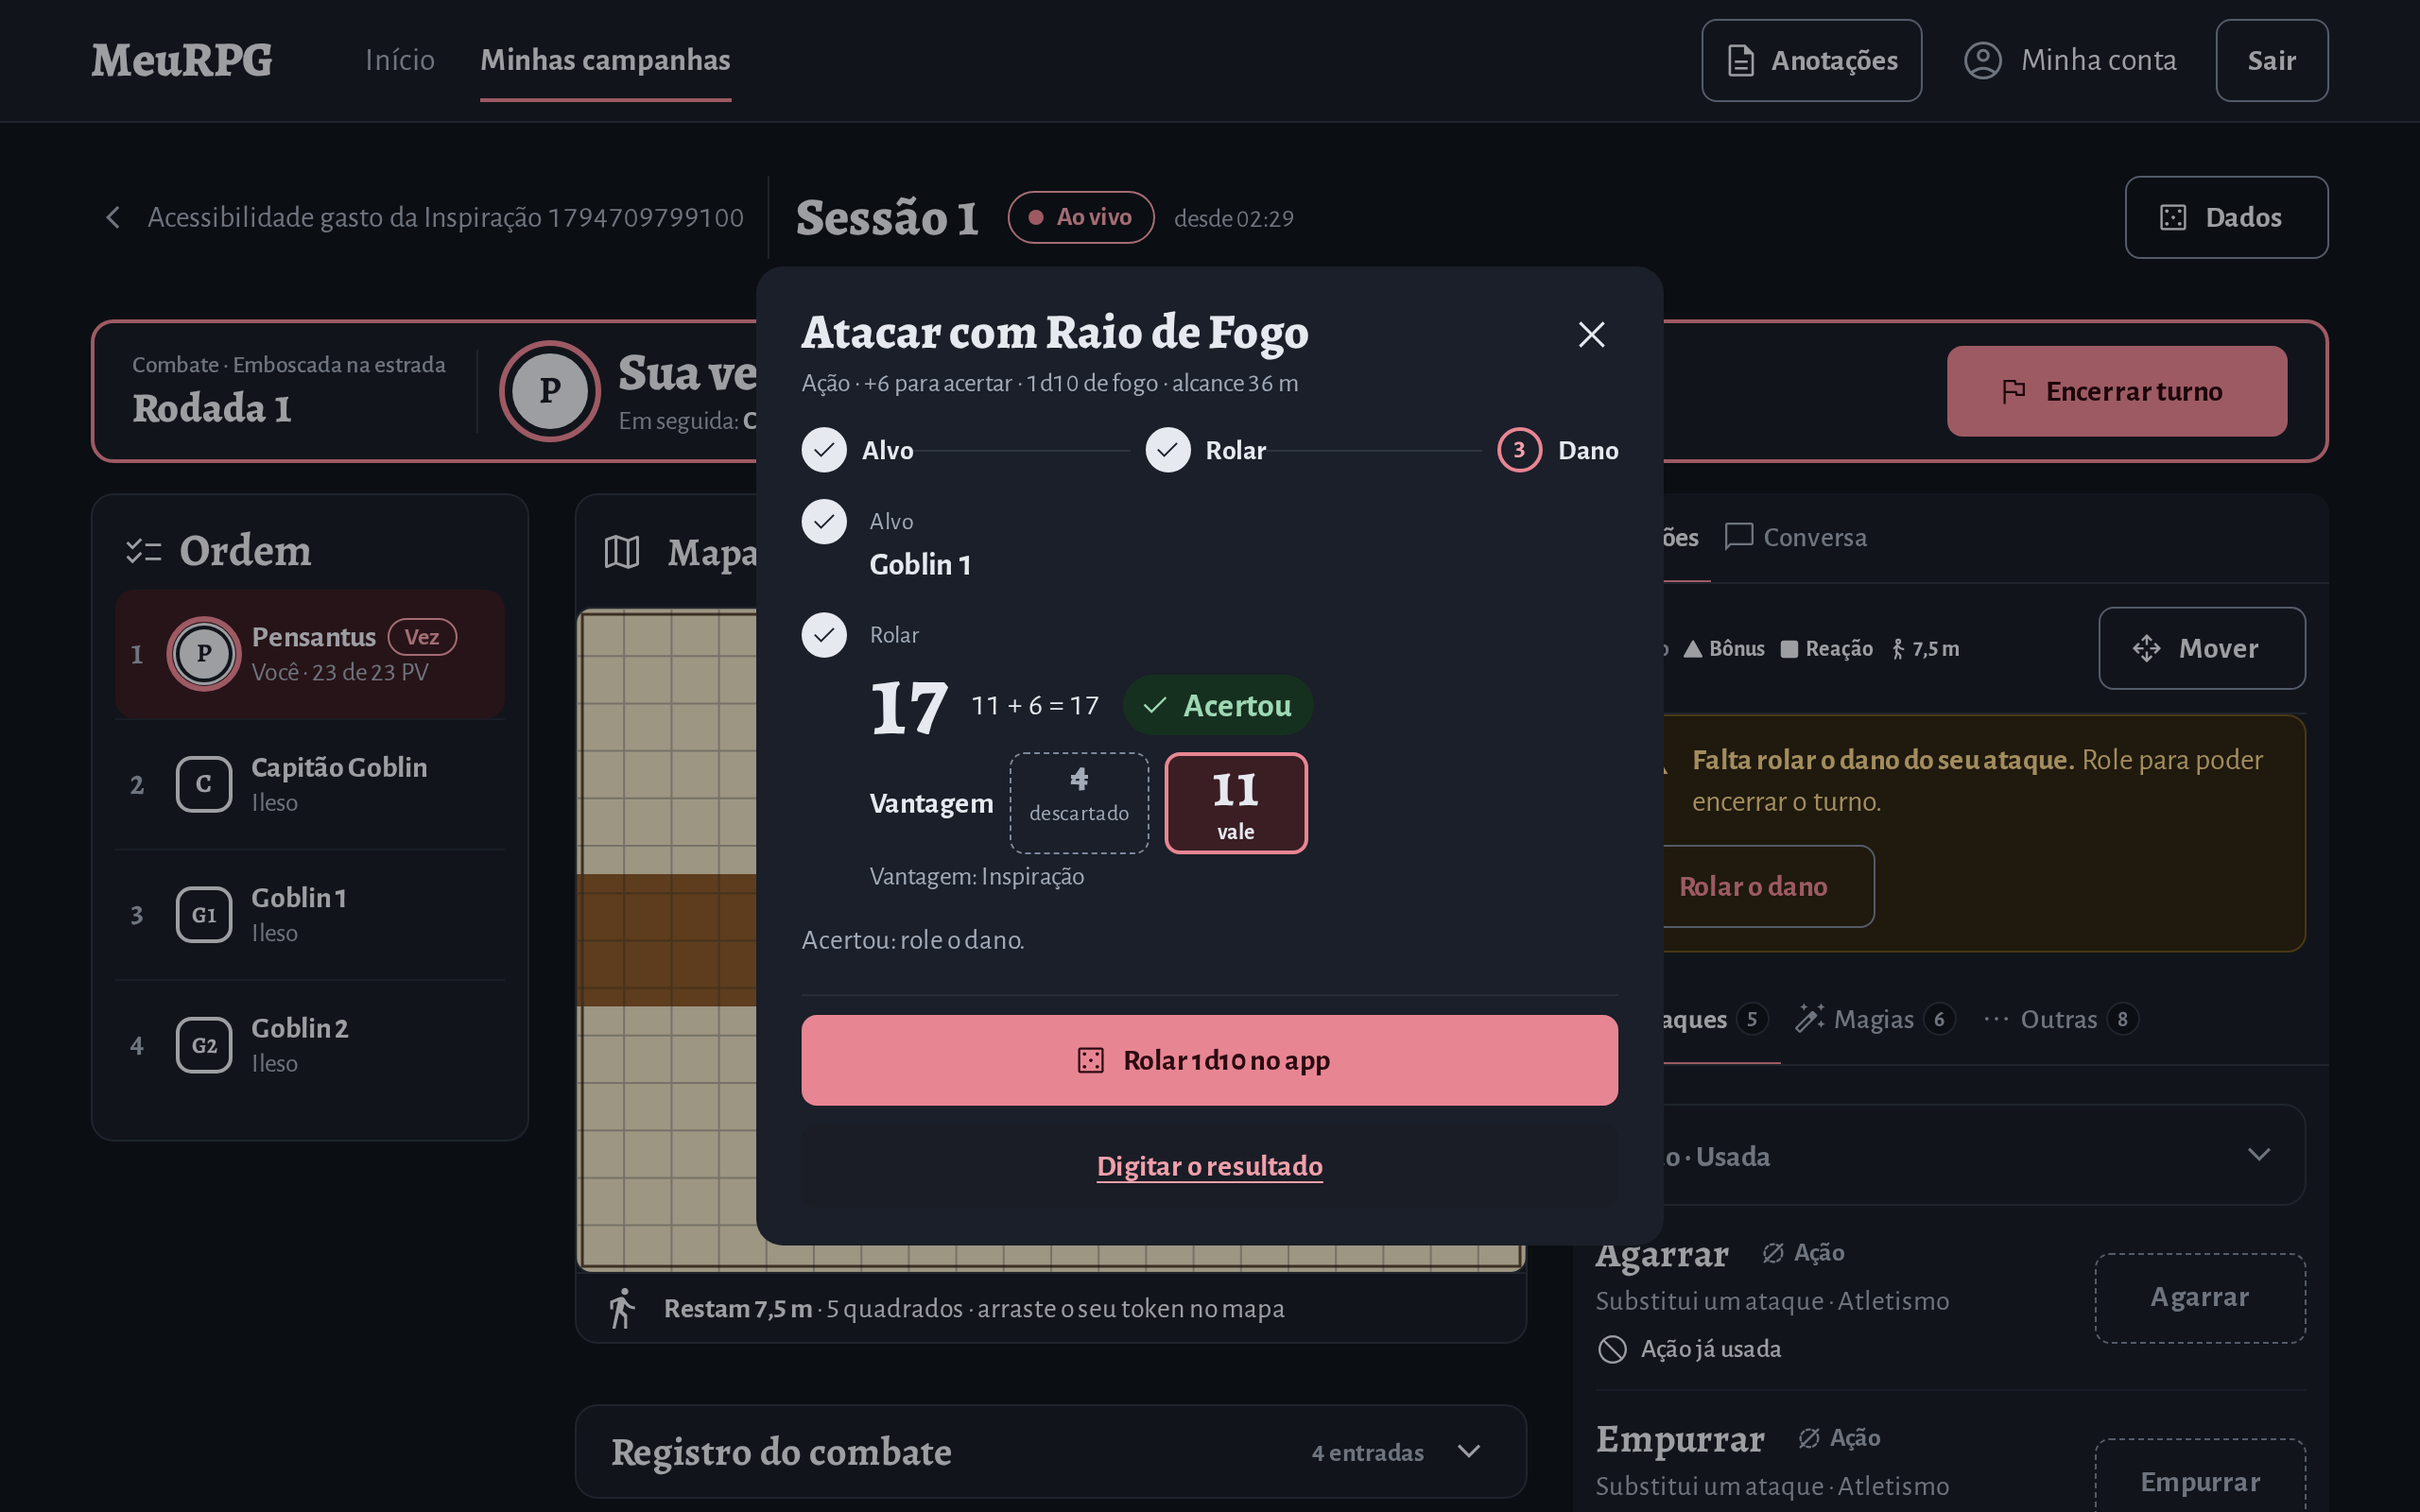 MeuRPG
Início
Minhas campanhas
Anotações
Minha conta
Sair
Acessibilidade gasto da Inspiração 1794709799100
Sessão 1
Ao vivo
desde 02:29
Dados
Combate · Emboscada na estrada
Rodada 1
P
Em seguida:
Encerrar turno
Atacar com Raio de Fogo
Ação · +6 para acertar · 1d10 de fogo · alcance 36 m
Alvo
Rolar
3
Dano
Alvo
Goblin 1
Rolar
17
11 + 6 = 17
Acertou
Vantagem
4
descartado
11
vale
Vantagem: Inspiração
Acertou: role o dano.
Rolar 1d10 no app
Digitar o resultado
Ordem
1
P
Pensantus
Vez
Você · 23 de 23 PV
2
C
Capitão Goblin
Ileso
3
G1
Goblin 1
Ileso
4
G2
Goblin 2
Ileso
Mapa
Restam 7,5 m · 5 quadrados · arraste o seu token no mapa
Registro do combate
4 entradas
Conversa
Bônus
Reação
7,5 m
Mover
Falta rolar o dano do seu ataque. Role para poder
encerrar o turno.
Rolar o dano
5
Magias
6
Outras
8
· Usada
Agarrar
Ação
Substitui um ataque · Atletismo
Ação já usada
Agarrar
Empurrar
Ação
Substitui um ataque · Atletismo
Empurrar